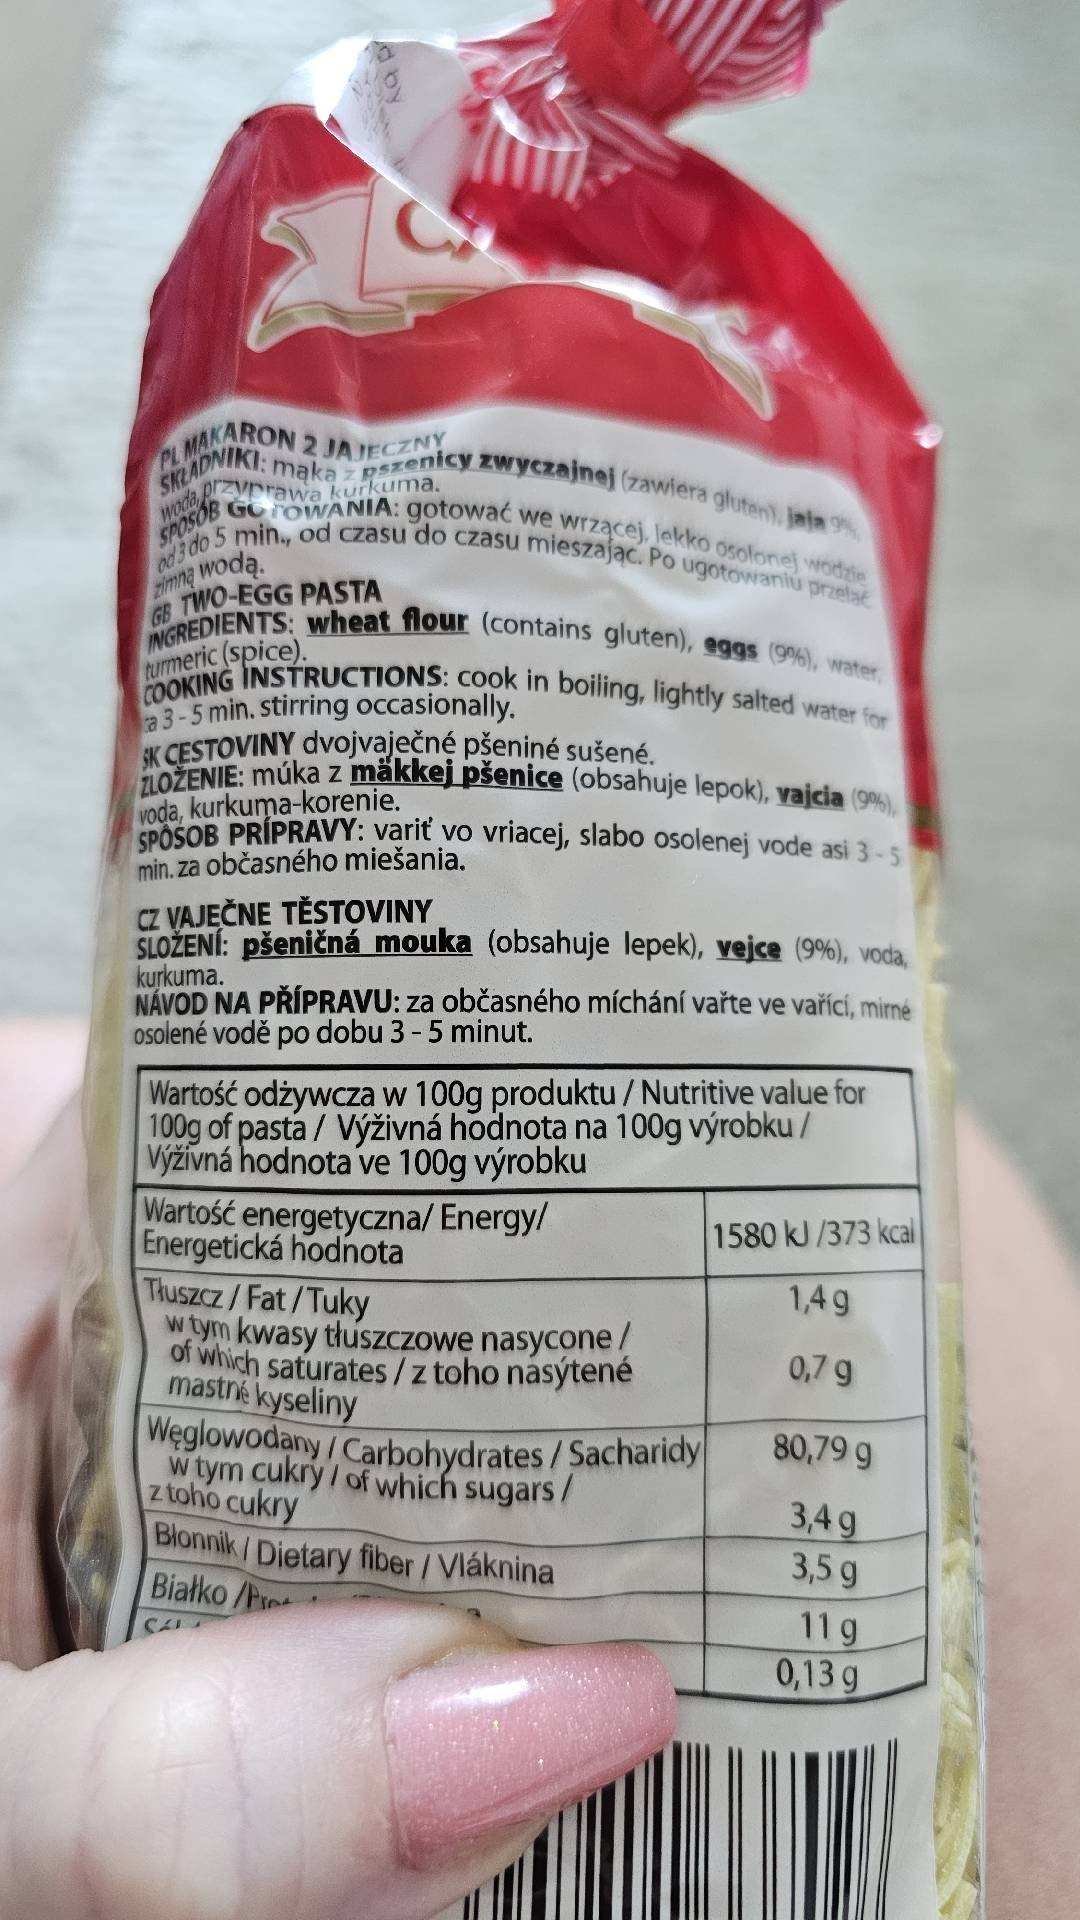 d by
C
PL MAKARON 2 JAJECZNY
SKŁADNIKI: mąka z pszenicy zwyczajnej (zawiera gluten), jaja 9%,
woda, przyprawa kurkuma.
SPOSÓB GOTOWANIA: gotować we wrzącej, lekko osolonej wodzie
od 3 do 5 min., od czasu do czasu mieszając. Po ugotowaniu przelać
zimną wodą.
GB TWO-EGG PASTA
INGREDIENTS: wheat flour (contains gluten), eggs (9%), water,
turmeric (spice).
COOKING INSTRUCTIONS: cook in boiling, lightly salted water for
ca 3 - 5 min. stirring occasionally.
SK CESTOVINY dvojvaječné pšeniné sušené.
ZLOŽENIE: múka z mäkkej pšenice (obsahuje lepok), vajcia (9%),
voda, kurkuma-korenie.
SPÔSOB PRÍPRAVY: variť vo vriacej, slabo osolenej vode asi 3 - 5
min. za občasného miešania.
CZ VAJEČNE TĚSTOVINY
SLOŽENÍ: pšeničná mouka (obsahuje lepek), vejce (9%), voda,
kurkuma.
NÁVOD NA PŘÍPRAVU: za občasného míchání vařte ve vařící, mirné
osolené vodě po dobu 3 - 5 minut.
Wartość odżywcza w 100g produktu / Nutritive value for
100g of pasta / Výživná hodnota na 100g výrobku /
Výživná hodnota ve 100g výrobku
Wartość energetyczna/ Energy/
Energetická hodnota
1580 kJ /373 kcal
Tłuszcz / Fat / Tuky
1,4 g
w tym kwasy tłuszczowe nasycone /
of which saturates / z toho nasýtené
mastné kyseliny
0,7 g
Węglowodany / Carbohydrates / Sacharidy
80,79 g
w tym cukry / of which sugars /
z toho cukry
3,4 g
Błonnik / Dietary fiber / Vláknina
3,5 g
Białko /
11 g
0,13 g